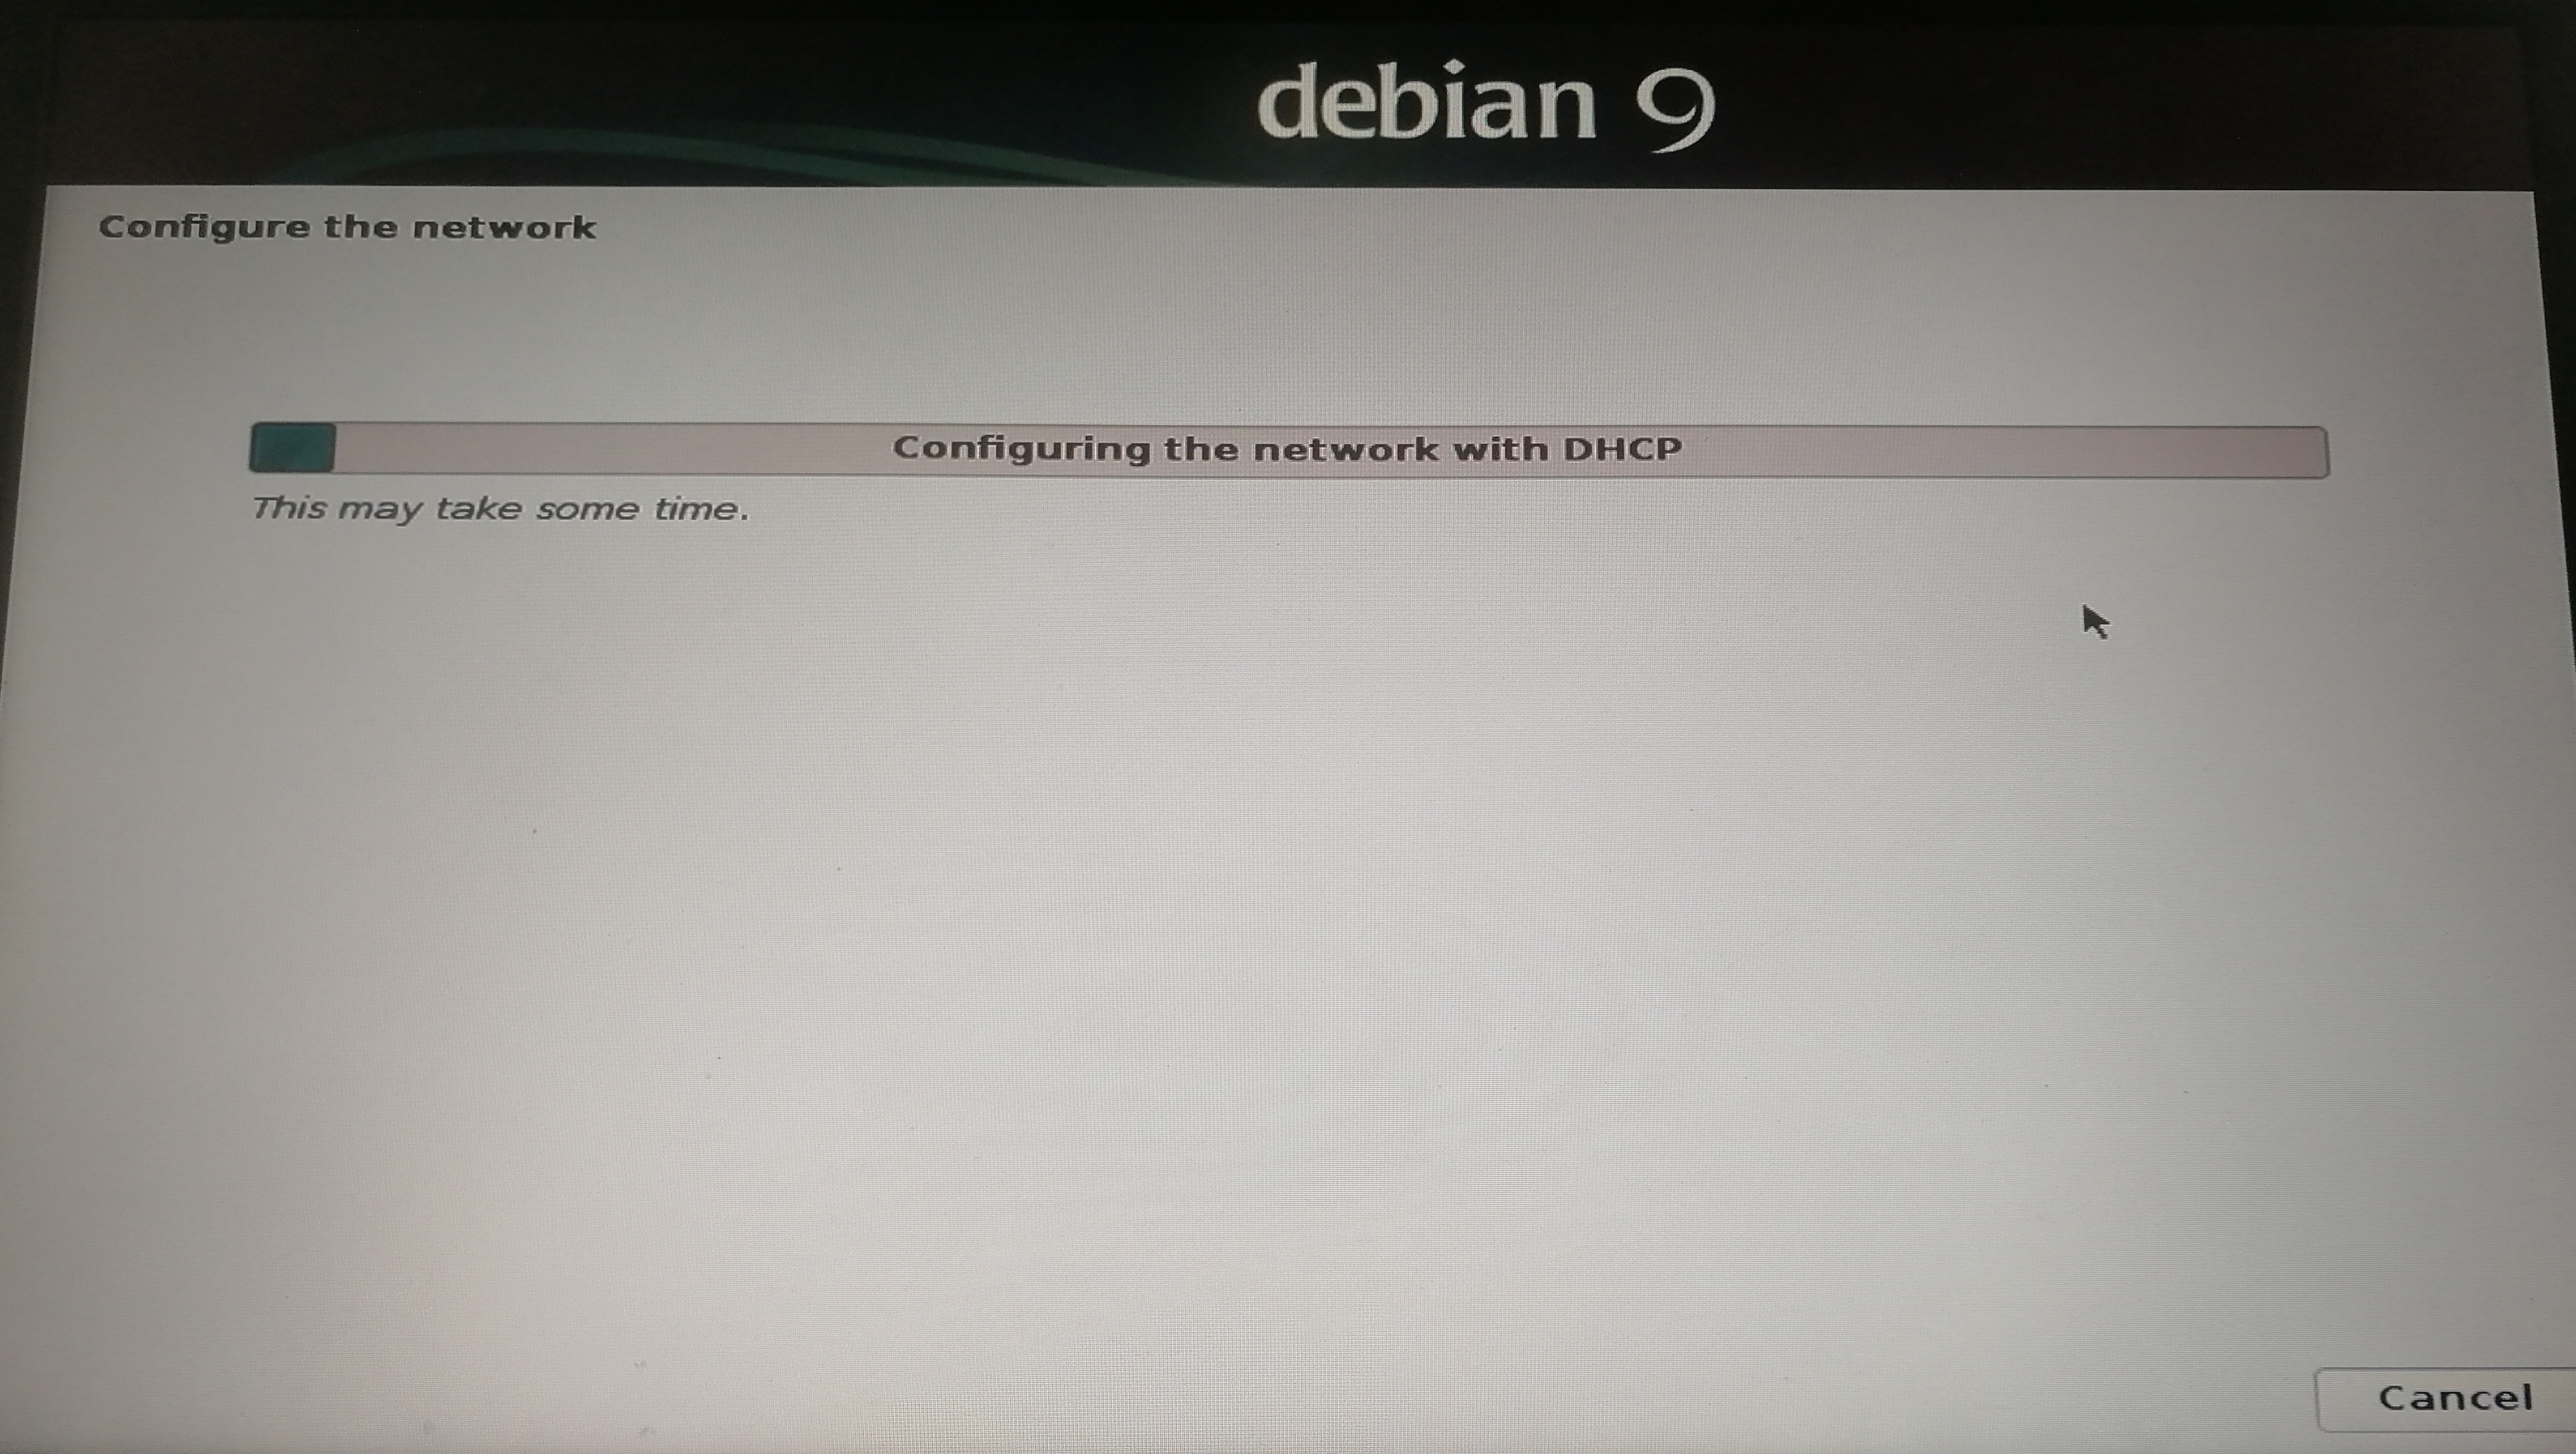 debian 9
Configure the network
Configuring the network with DHCP
This may take some time.
Cancel